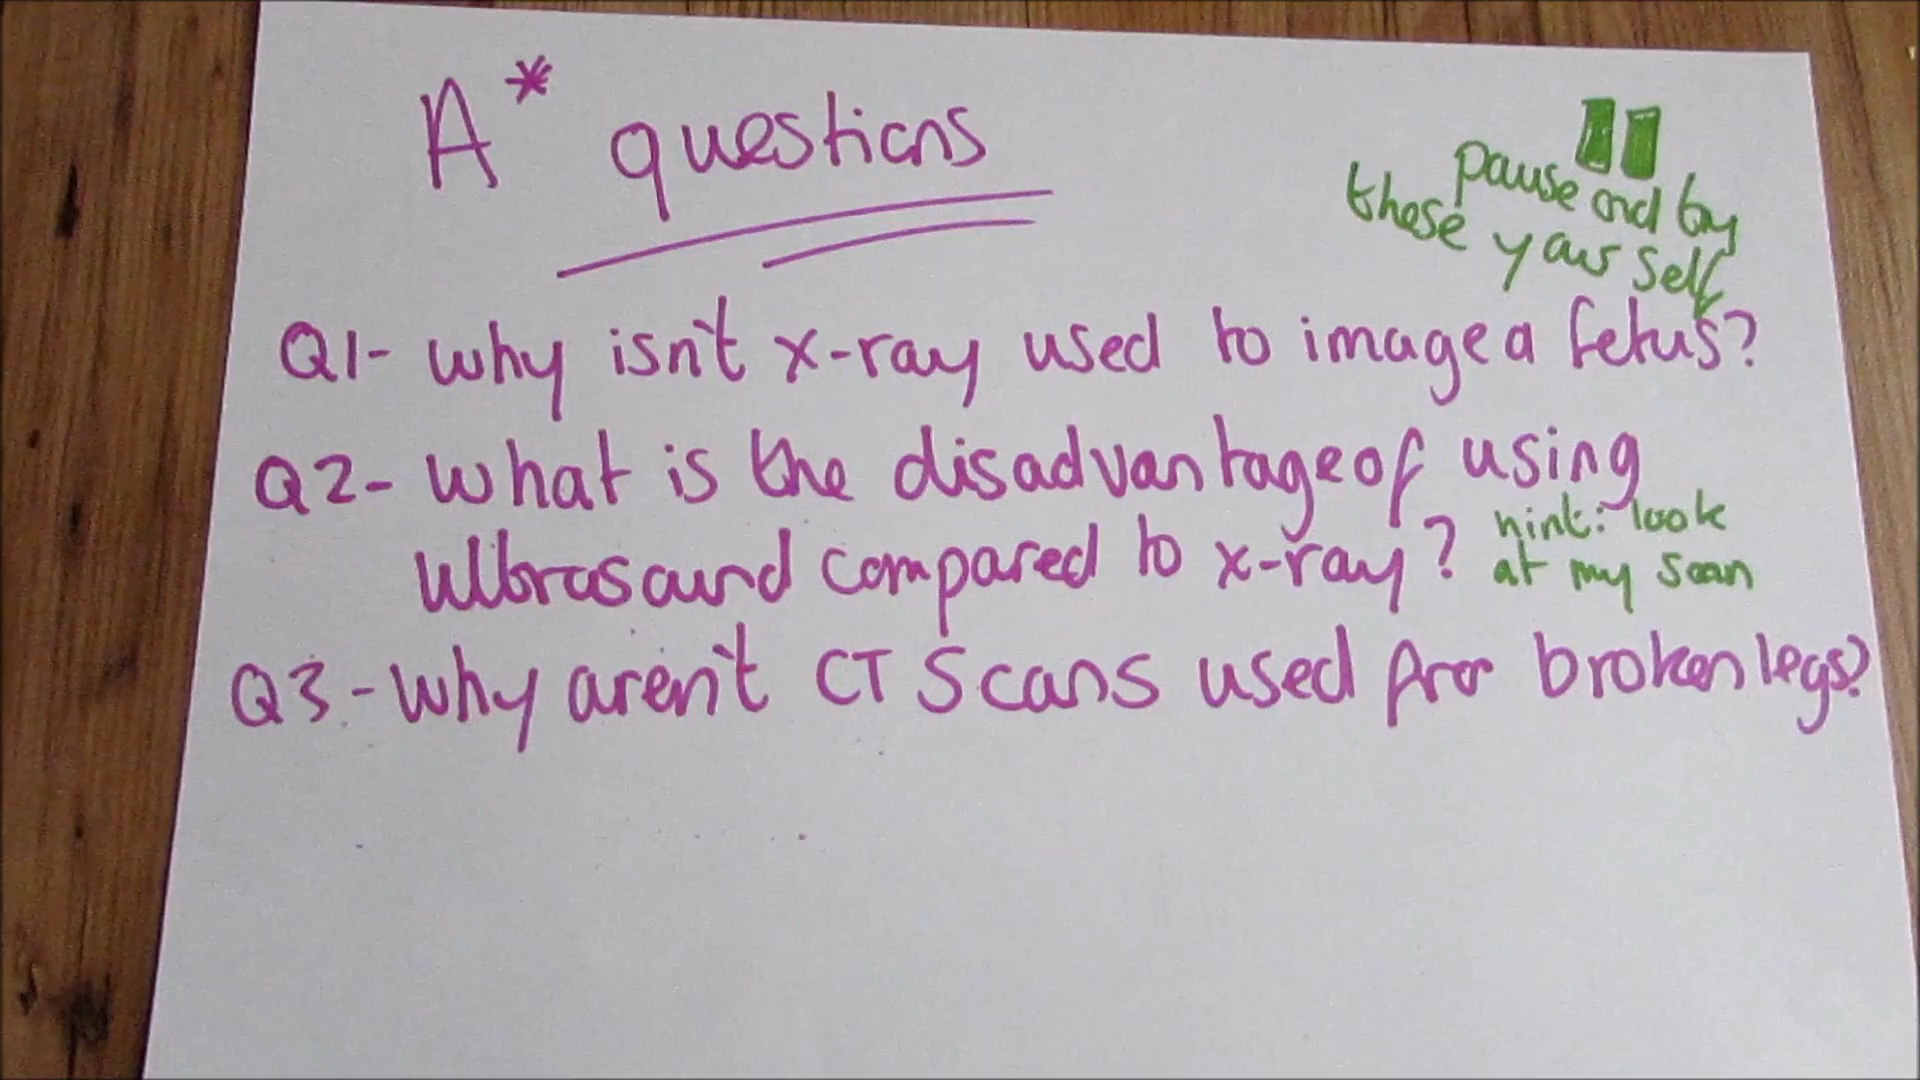 A* questions
pause and try
these yourself
Q1- why isn't x-ray used to image a fetus?
Q2- What is the disadvantage of using
ultrasound compared to x-ray?
hint: look
at my scan
Q3- Why aren't CT Scans used for broken legs?